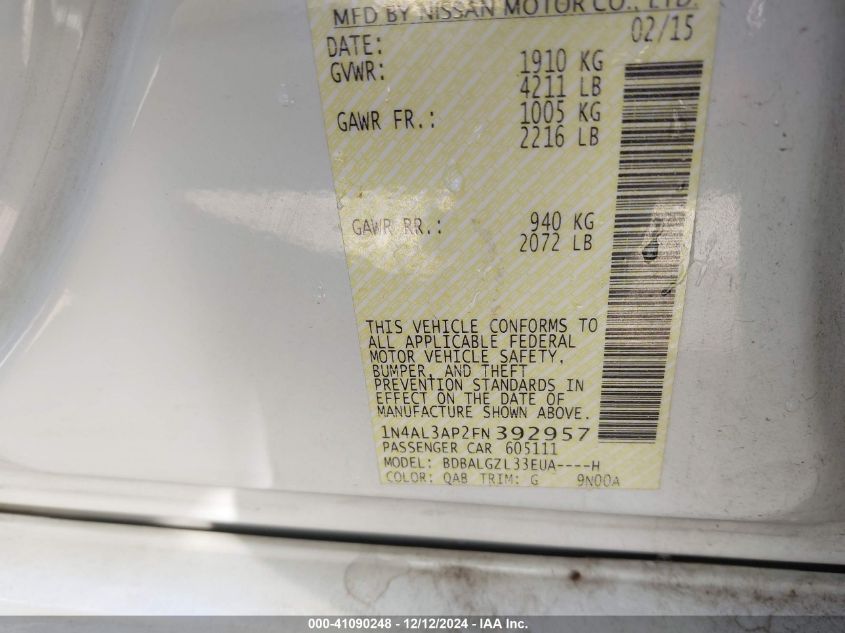 MFD BY NISSAN MOTOR CO., LTD.
DATE: 02/15
GVWR: 1910 KG
4211 LB
GAWR FR.: 1005 KG
2216 LB
GAWR RR.: 940 KG
2072 LB
THIS VEHICLE CONFORMS TO
ALL APPLICABLE FEDERAL
MOTOR VEHICLE SAFETY,
BUMPER, AND THEFT
PREVENTION STANDARDS IN
EFFECT ON THE DATE OF
MANUFACTURE SHOWN ABOVE.
1N4AL3AP2FN392957
PASSENGER CAR 605111
MODEL: BDBALGZL33EUA----H
COLOR: QAB TRIM: G 9N00A
000-41090248 - 12/12/2024 - IAA Inc.